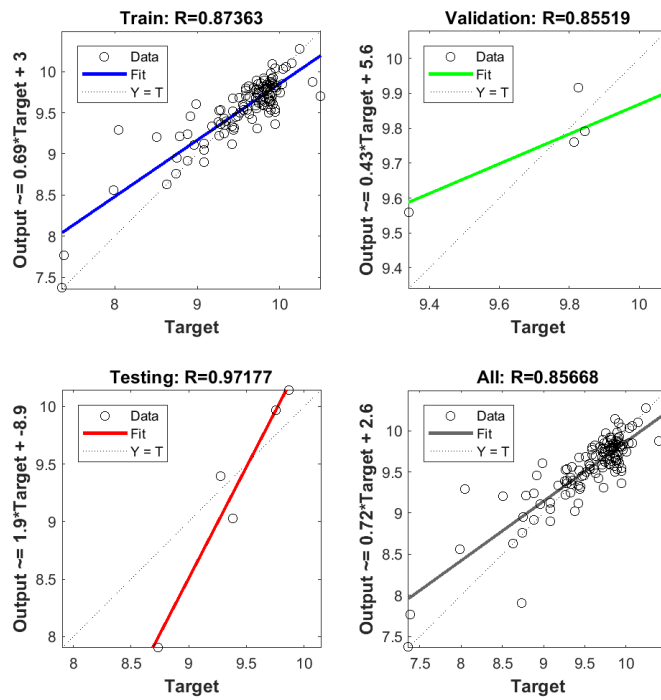 Train: R=0.87363
Output ~= 0.69*Target + 3
10
9.5
9
8.5
8
7.5
Data
Fit
Y = T
8
9
10
Target
Validation: R=0.85519
Output ~= 0.43*Target + 5.6
10
9.9
9.8
9.7
9.6
9.5
9.4
Data
Fit
Y = T
9.4
9.6
9.8
10
Target
Testing: R=0.97177
Output ~= 1.9*Target + -8.9
10
9.5
9
8.5
8
Data
Fit
Y = T
8
8.5
9
9.5
10
Target
All: R=0.85668
Output ~= 0.72*Target + 2.6
10
9.5
9
8.5
8
7.5
Data
Fit
Y = T
7.5
8
8.5
9
9.5
10
Target